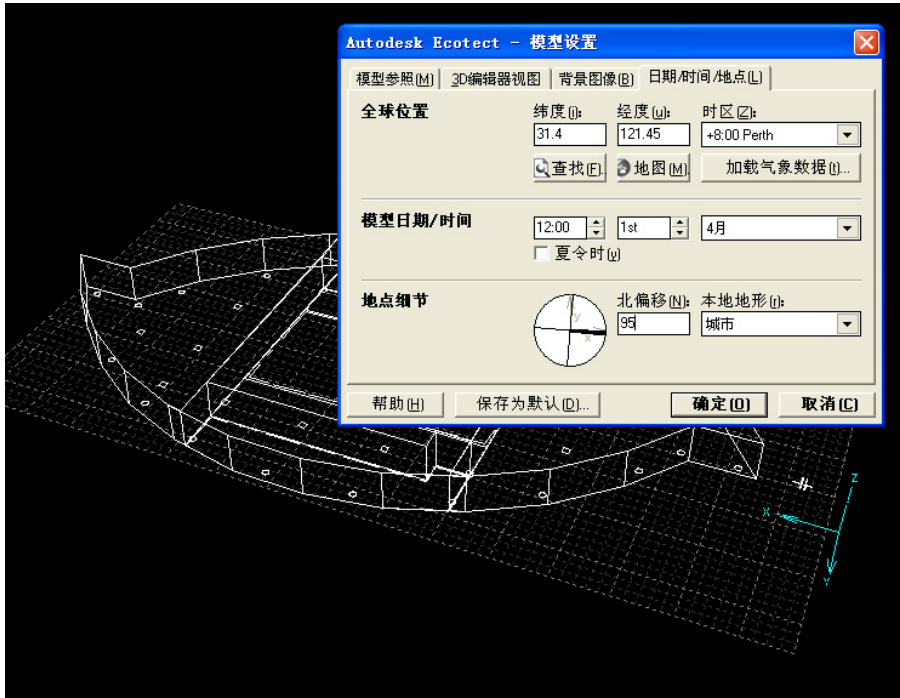 Autodesk Ecotect - 模型设置
模型参照(M) 3D编辑器视图 背景图像(B) 日期/时间/地点(L)
全球位置 纬度(i): 经度(u): 时区(Z):
31.4 121.45 +8:00 Perth
查找(F). 地图(M). 加载气象数据(t)...
模型日期/时间 12:00 1st 4月
夏令时(y)
地点细节 北偏移(N): 本地地形(r):
y
95 城市
x
帮助(H) 保存为默认(D)... 确定(O) 取消(C)
Z
X
Y